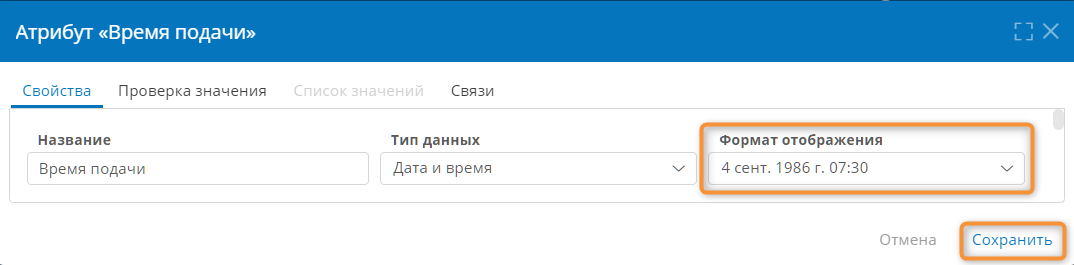 Атрибут «Время подачи»
Свойства Проверка значения Список значений Связи
Название Тип данных Формат отображения
Время подачи Дата и время 4 сент. 1986 г. 07:30
Отмена Сохранить